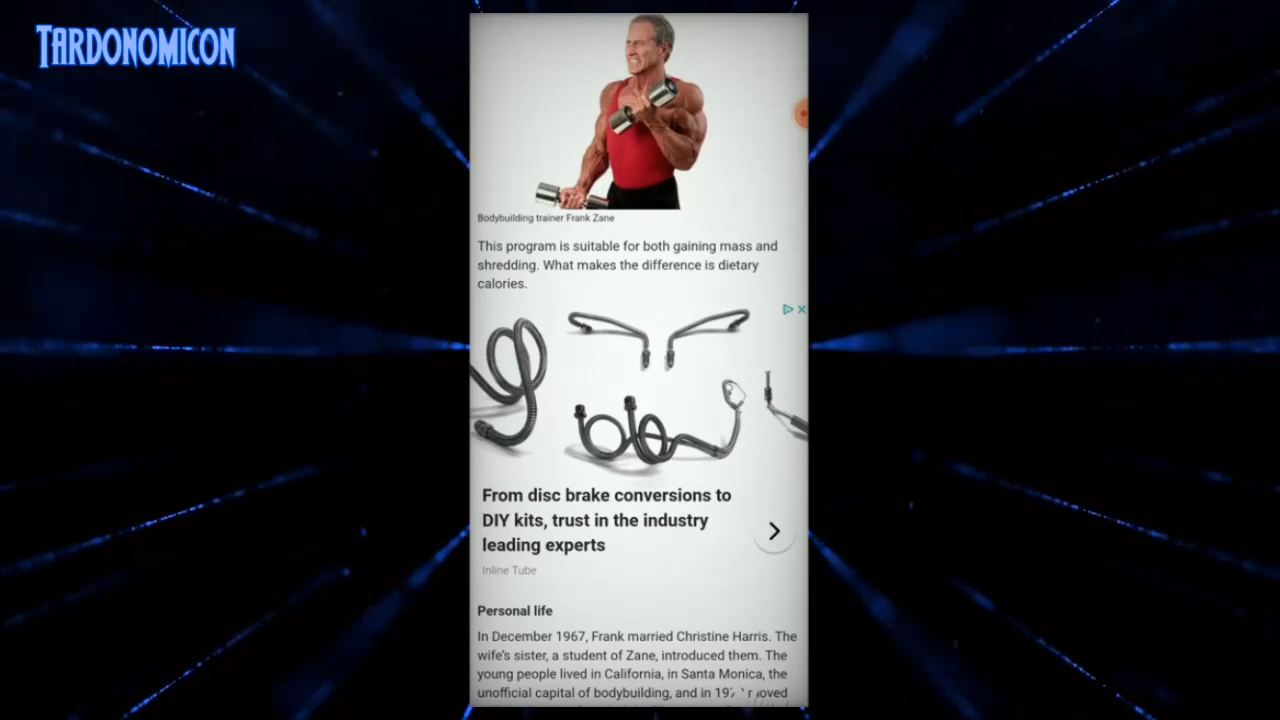 TARDONOMICON
Bodybuilding trainer Frank Zane
This program is suitable for both gaining mass and
shredding. What makes the difference is dietary
calories.
From disc brake conversions to
DIY kits, trust in the industry
leading experts
Inline Tube
Personal life
In December 1967, Frank married Christine Harris. The
wife's sister, a student of Zane, introduced them. The
young people lived in California, in Santa Monica, the
unofficial capital of bodybuilding, and in